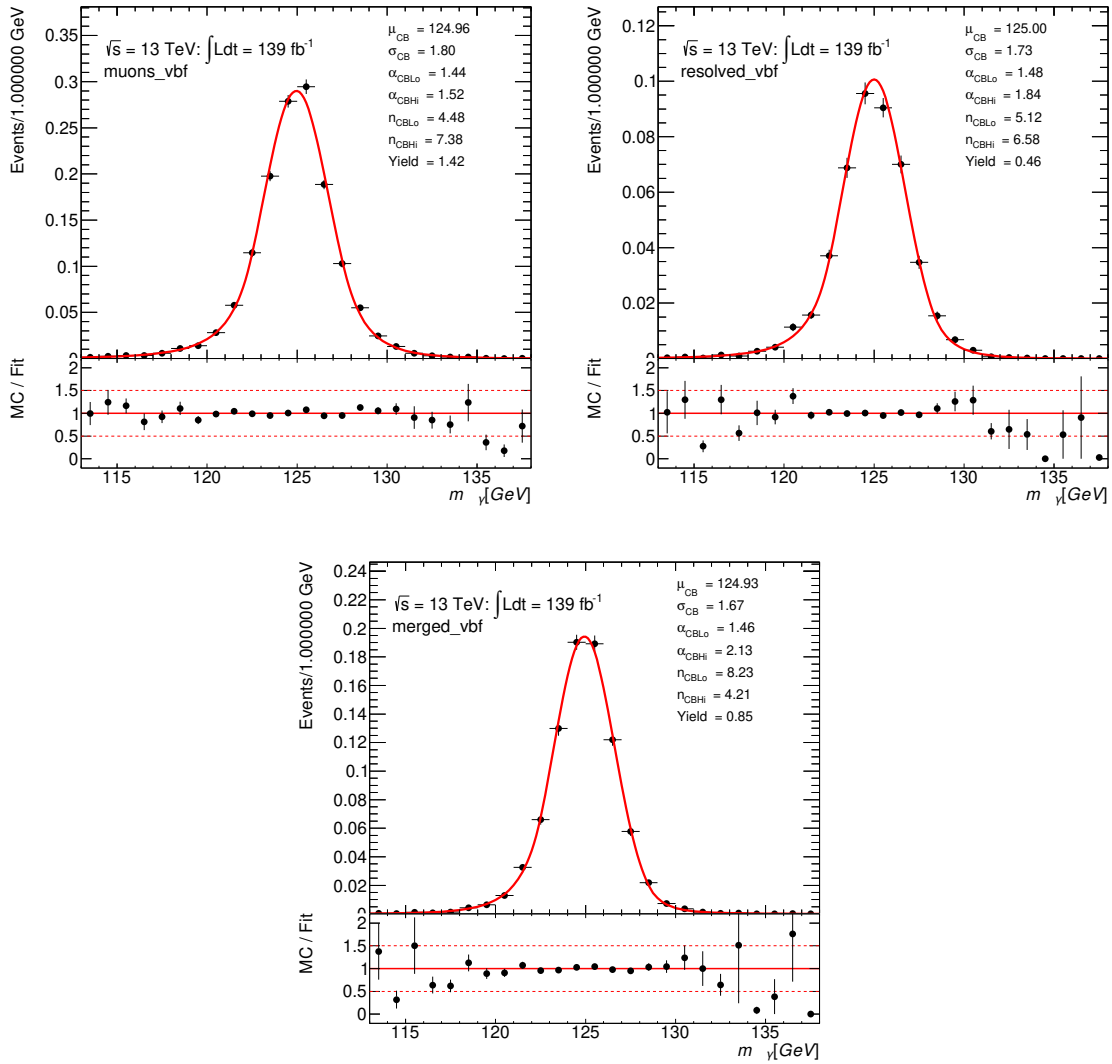 Events/1.000000 GeV
0.35
0.3
0.25
0.2
0.15
0.1
0.05
0
√s = 13 TeV: ∫Ldt = 139 fb⁻¹
muons_vbf
μCB = 124.96
σCB = 1.80
αCBLo = 1.44
αCBHi = 1.52
nCBLo = 4.48
nCBHi = 7.38
Yield = 1.42
MC / Fit
2
1.5
1
0.5
0
115 120 125 130 135
m γ[GeV]
Events/1.000000 GeV
0.12
0.1
0.08
0.06
0.04
0.02
0
√s = 13 TeV: ∫Ldt = 139 fb⁻¹
resolved_vbf
μCB = 125.00
σCB = 1.73
αCBLo = 1.48
αCBHi = 1.84
nCBLo = 5.12
nCBHi = 6.58
Yield = 0.46
MC / Fit
2
1.5
1
0.5
0
115 120 125 130 135
m γ[GeV]
Events/1.000000 GeV
0.24
0.22
0.2
0.18
0.16
0.14
0.12
0.1
0.08
0.06
0.04
0.02
√s = 13 TeV: ∫Ldt = 139 fb⁻¹
merged_vbf
μCB = 124.93
σCB = 1.67
αCBLo = 1.46
αCBHi = 2.13
nCBLo = 8.23
nCBHi = 4.21
Yield = 0.85
MC / Fit
2
1.5
1
0.5
0
115 120 125 130 135
m γ[GeV]